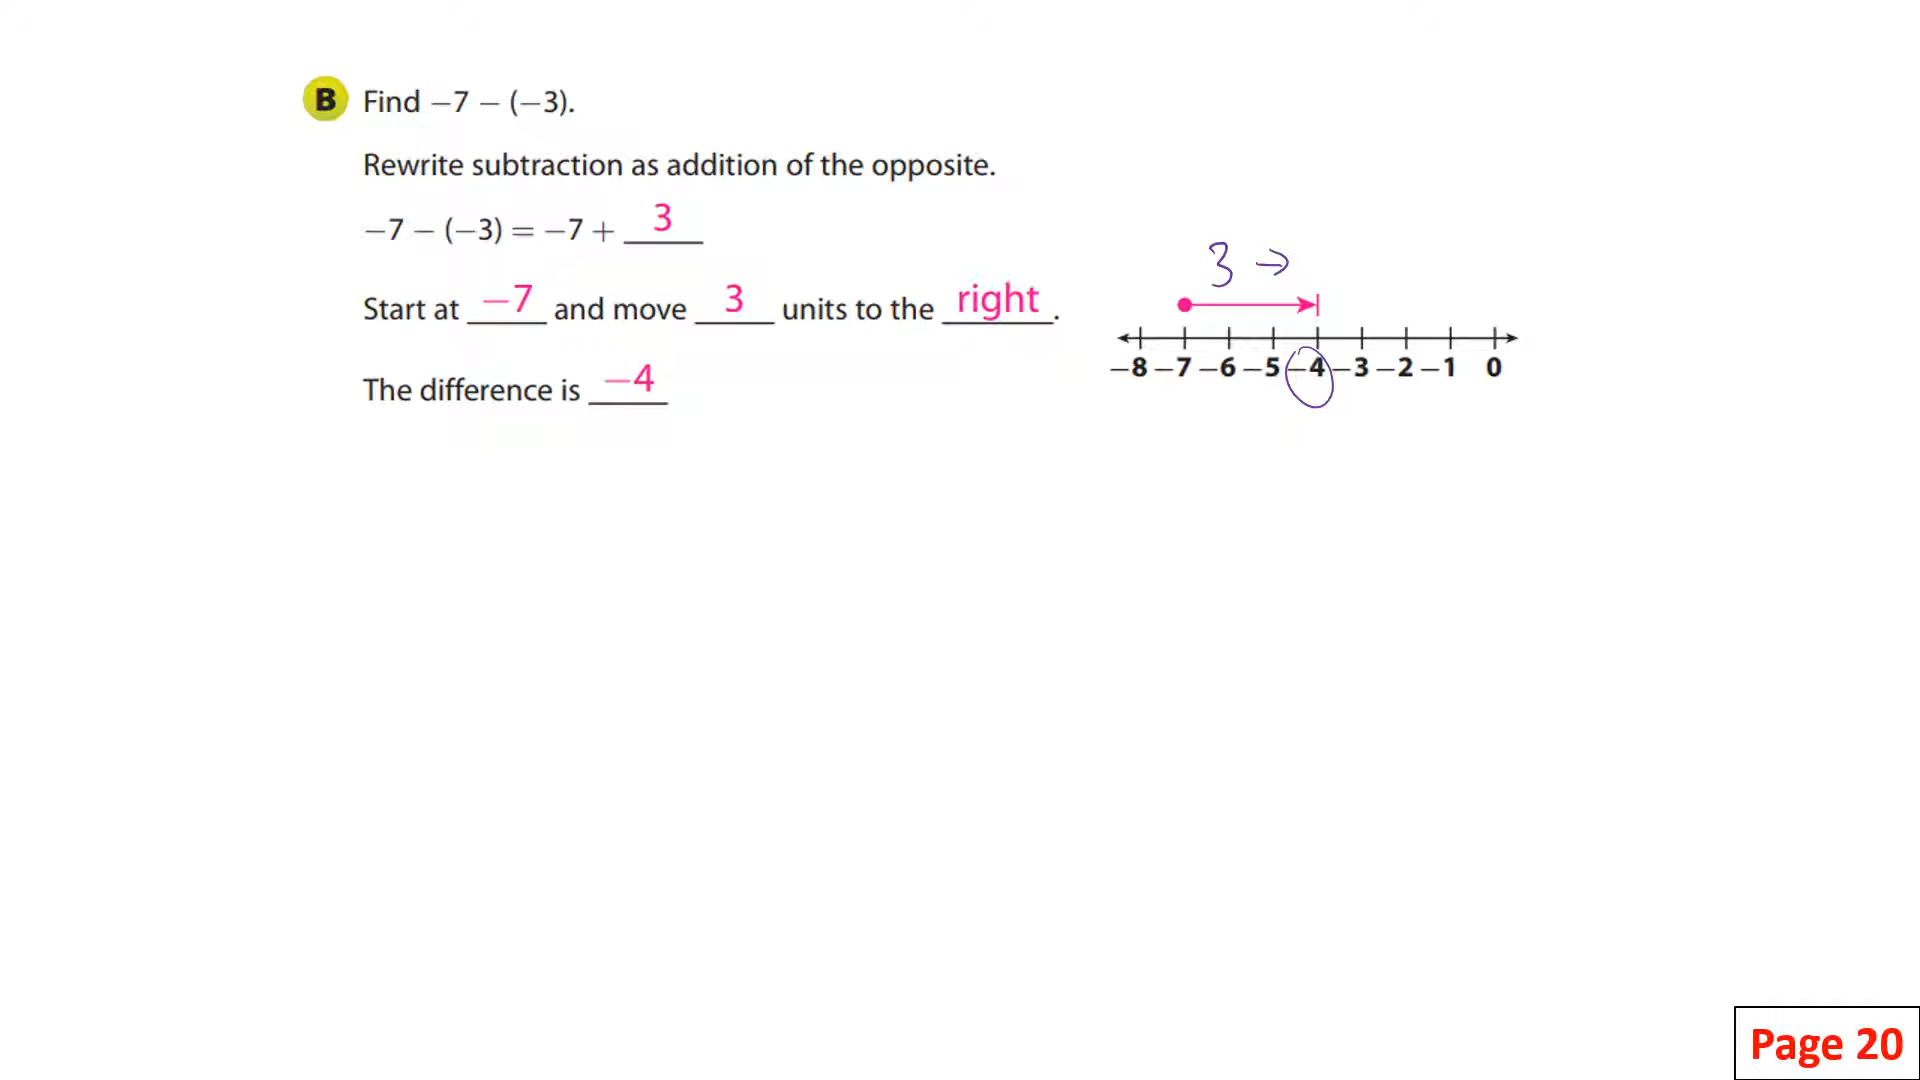 B Find −7 − (−3).
Rewrite subtraction as addition of the opposite.
−7 − (−3) = −7 + 3
Start at −7 and move 3 units to the right.
The difference is −4
3 →
−8 −7 −6 −5 −4 −3 −2 −1 0
Page 20